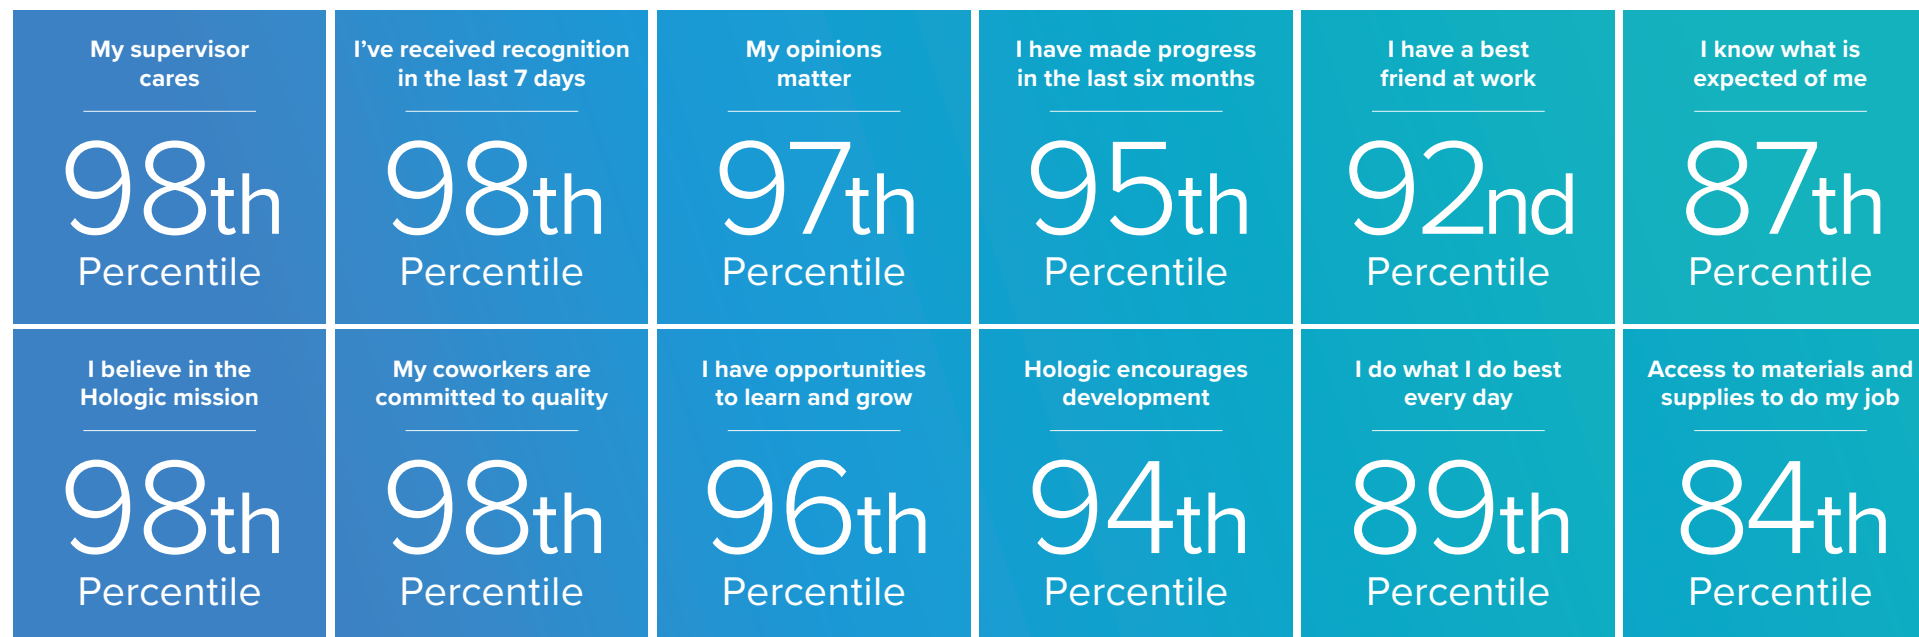 My supervisor
cares
98th
Percentile
I’ve received recognition
in the last 7 days
98th
Percentile
My opinions
matter
97th
Percentile
I have made progress
in the last six months
95th
Percentile
I have a best
friend at work
92nd
Percentile
I know what is
expected of me
87th
Percentile
I believe in the
Hologic mission
98th
Percentile
My coworkers are
committed to quality
98th
Percentile
I have opportunities
to learn and grow
96th
Percentile
Hologic encourages
development
94th
Percentile
I do what I do best
every day
89th
Percentile
Access to materials and
supplies to do my job
84th
Percentile